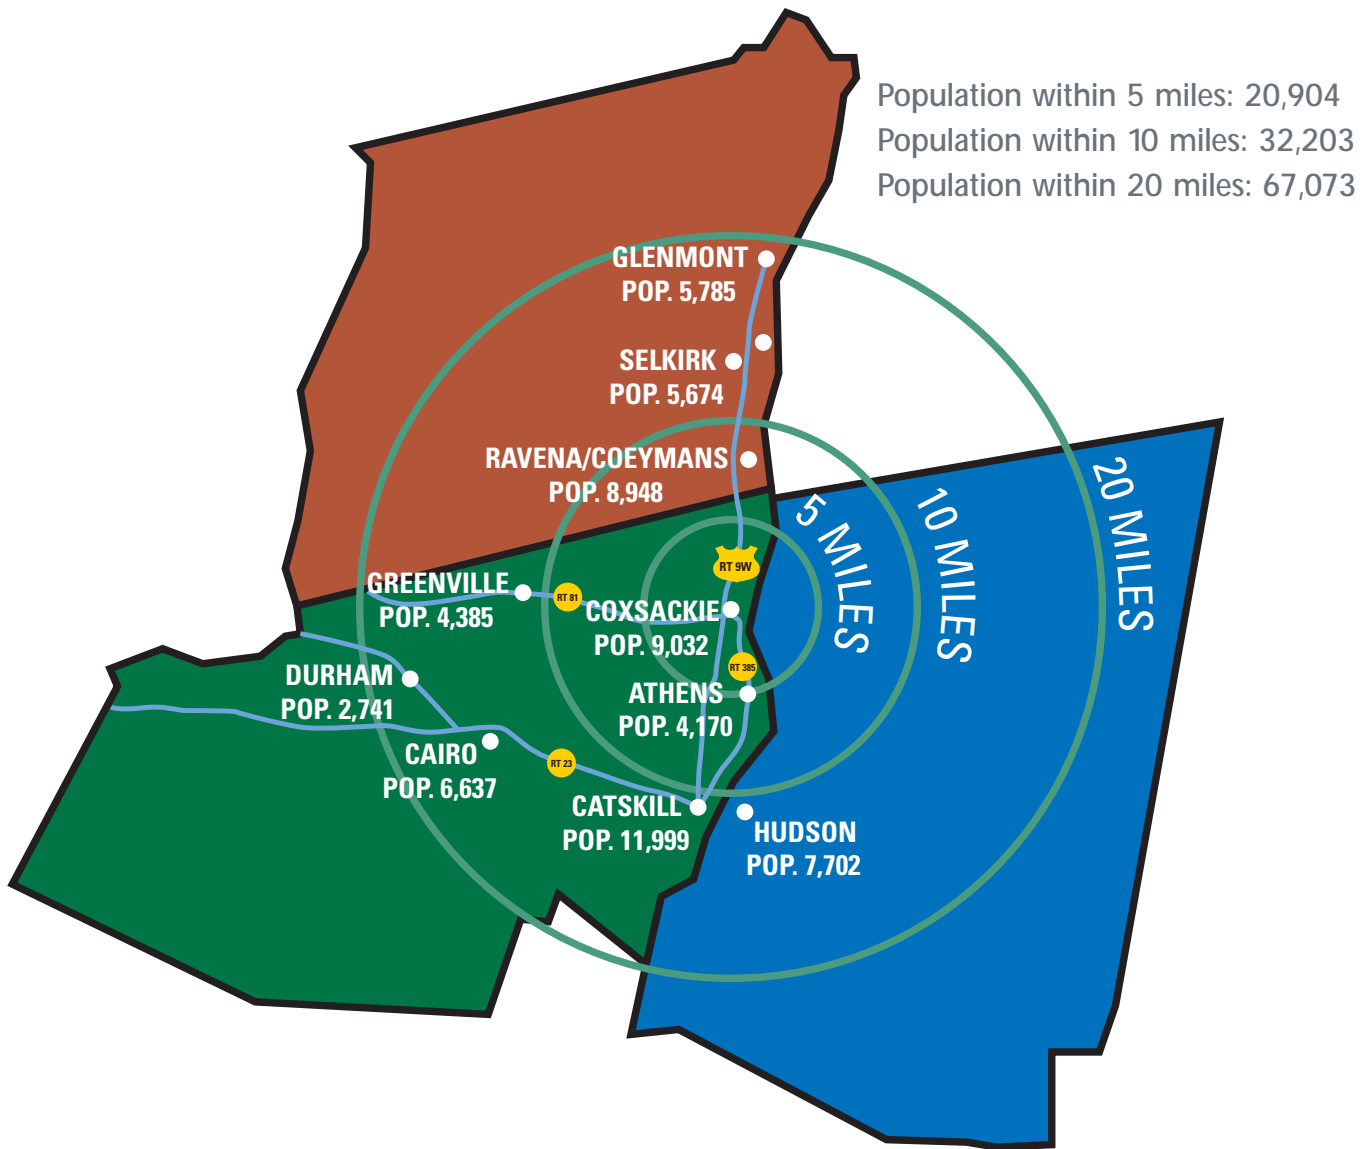 Population within 5 miles: 20,904
Population within 10 miles: 32,203
Population within 20 miles: 67,073
GLENMONT
POP. 5,785
SELKIRK
POP. 5,674
RAVENA/COEYMANS
POP. 8,948
5 MILES
10 MILES
20 MILES
RT 9W
GREENVILLE
POP. 4,385
RT 81
COXSACKIE
POP. 9,032
RT 385
DURHAM
POP. 2,741
ATHENS
POP. 4,170
CAIRO
POP. 6,637
RT 23
CATSKILL
POP. 11,999
HUDSON
POP. 7,702